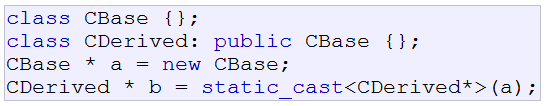 class CBase {};
class CDerived: public CBase {};
CBase * a = new CBase;
CDerived * b = static_cast<CDerived*>(a);